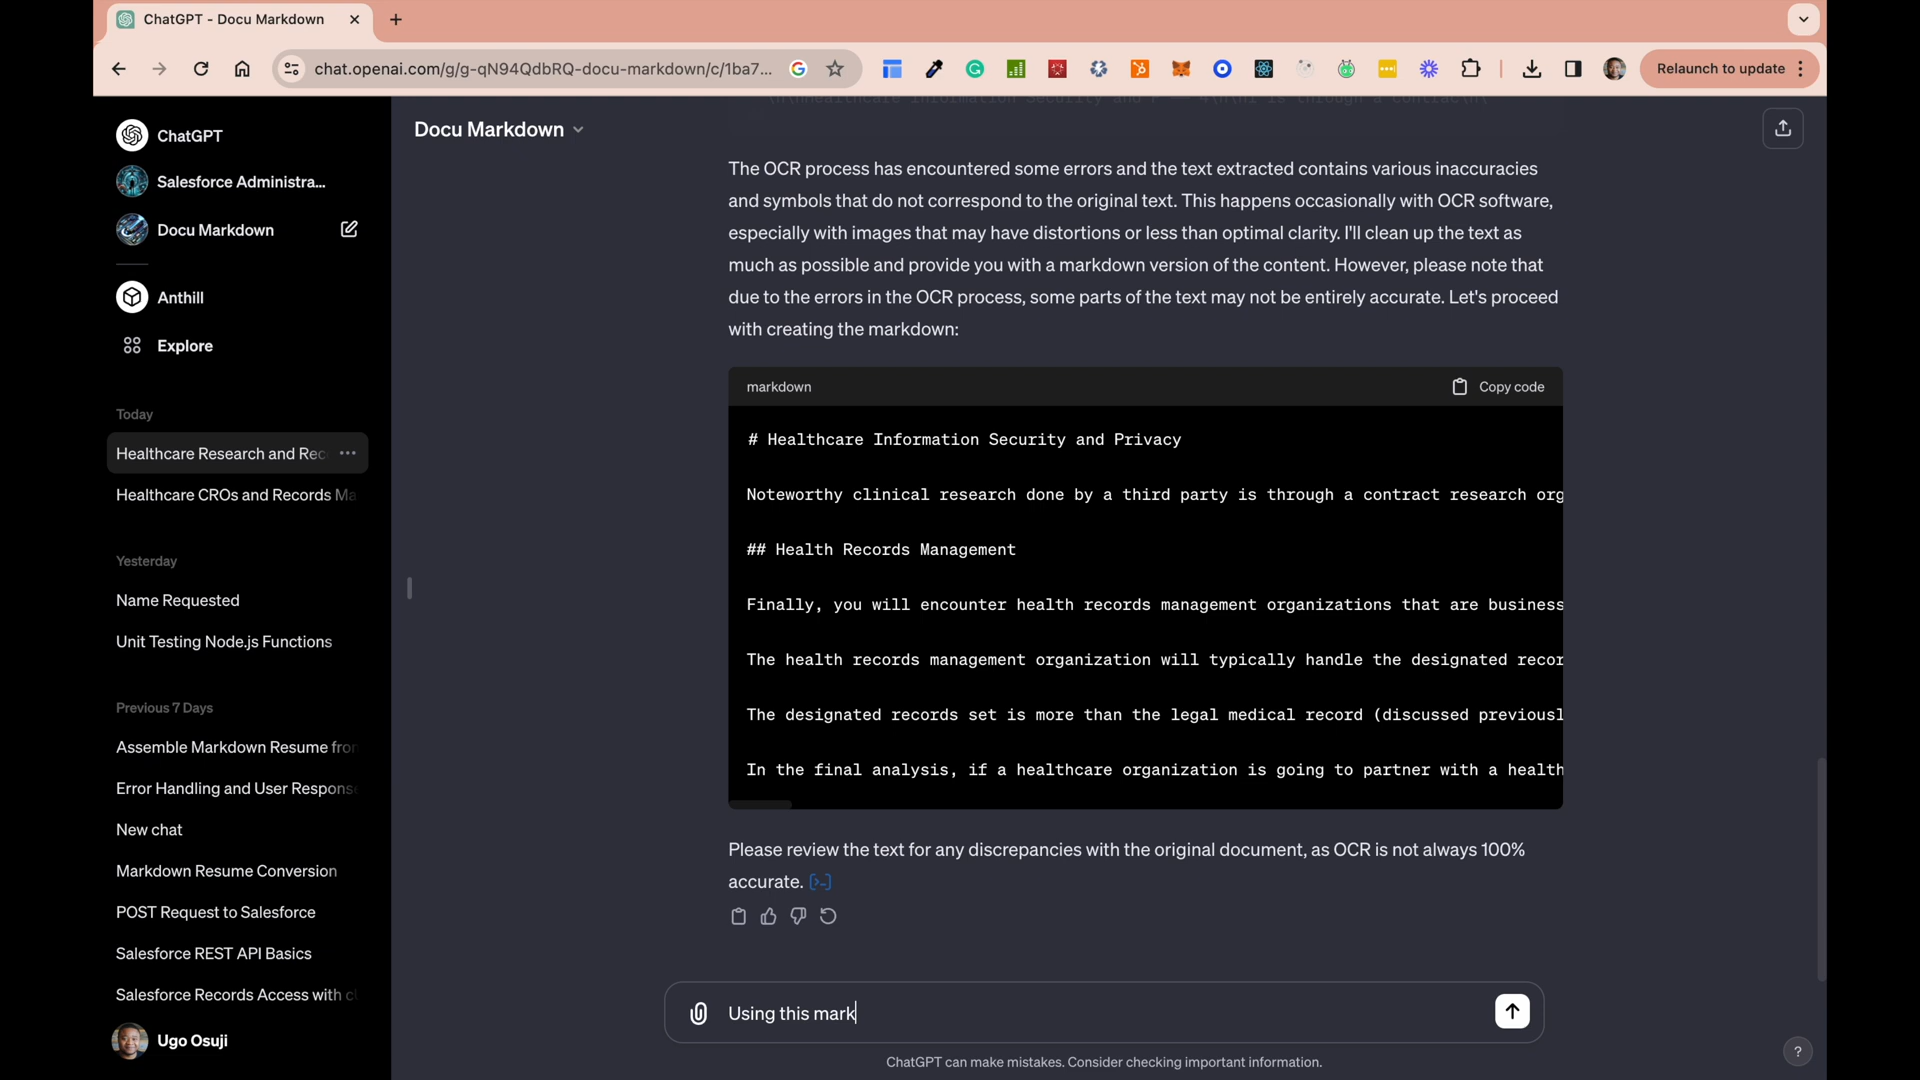 ChatGPT - Docu Markdown
chat.openai.com/g/g-qN94QdbRQ-docu-markdown/c/1ba7...
Relaunch to update
ChatGPT
Salesforce Administra...
Docu Markdown
Anthill
Explore
Today
Healthcare Research and Rec
Healthcare CROs and Records Ma
Yesterday
Name Requested
Unit Testing Node.js Functions
Previous 7 Days
Assemble Markdown Resume from
Error Handling and User Response
New chat
Markdown Resume Conversion
POST Request to Salesforce
Salesforce REST API Basics
Salesforce Records Access with cU
Ugo Osuji
Docu Markdown
The OCR process has encountered some errors and the text extracted contains various inaccuracies
and symbols that do not correspond to the original text. This happens occasionally with OCR software,
especially with images that may have distortions or less than optimal clarity. I'll clean up the text as
much as possible and provide you with a markdown version of the content. However, please note that
due to the errors in the OCR process, some parts of the text may not be entirely accurate. Let's proceed
with creating the markdown:
markdown
Copy code
# Healthcare Information Security and Privacy
Noteworthy clinical research done by a third party is through a contract research org
## Health Records Management
Finally, you will encounter health records management organizations that are business
The health records management organization will typically handle the designated recor
The designated records set is more than the legal medical record (discussed previousl
In the final analysis, if a healthcare organization is going to partner with a health
Please review the text for any discrepancies with the original document, as OCR is not always 100%
accurate. [>-]
Using this mark
ChatGPT can make mistakes. Consider checking important information.
?